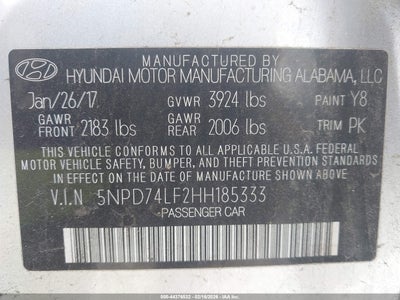 MANUFACTURED BY
HYUNDAI MOTOR MANUFACTURING ALABAMA, LLC
Jan/26/17 GVWR 3924 lbs PAINT Y8
GAWR FRONT 2183 lbs GAWR REAR 2006 lbs TRIM PK
THIS VEHICLE CONFORMS TO ALL APPLICABLE U.S.A FEDERAL
MOTOR VEHICLE SAFETY, BUMPER, AND THEFT PREVENTION
STANDARDS IN EFFECT ON THE DATE OF MANUFACTURE SHOWN ABOVE.
V.I.N 5NPD74LF2HH185333
-PASSENGER CAR